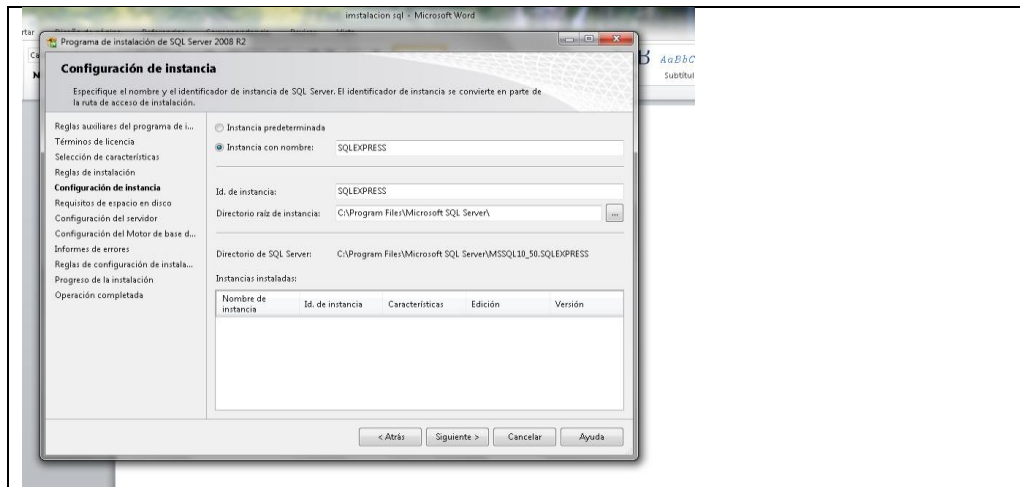 imstalacion sql - Microsoft Word
Programa de instalación de SQL Server 2008 R2
Configuración de instancia
Especifique el nombre y el identificador de instancia de SQL Server. El identificador de instancia se convierte en parte de
la ruta de acceso de instalación.
Reglas auxiliares del programa de i...
Términos de licencia
Selección de características
Reglas de instalación
Configuración de instancia
Requisitos de espacio en disco
Configuración del servidor
Configuración del Motor de base d...
Informes de errores
Reglas de configuración de instala...
Progreso de la instalación
Operación completada
Instancia predeterminada
Instancia con nombre: SQLEXPRESS
Id. de instancia: SQLEXPRESS
Directorio raíz de instancia: C:\Program Files\Microsoft SQL Server\ ...
Directorio de SQL Server: C:\Program Files\Microsoft SQL Server\MSSQL10_50.SQLEXPRESS
Instancias instaladas:
Nombre de instancia Id. de instancia Características Edición Versión
< Atrás Siguiente > Cancelar Ayuda
AaBbC
Subtítul